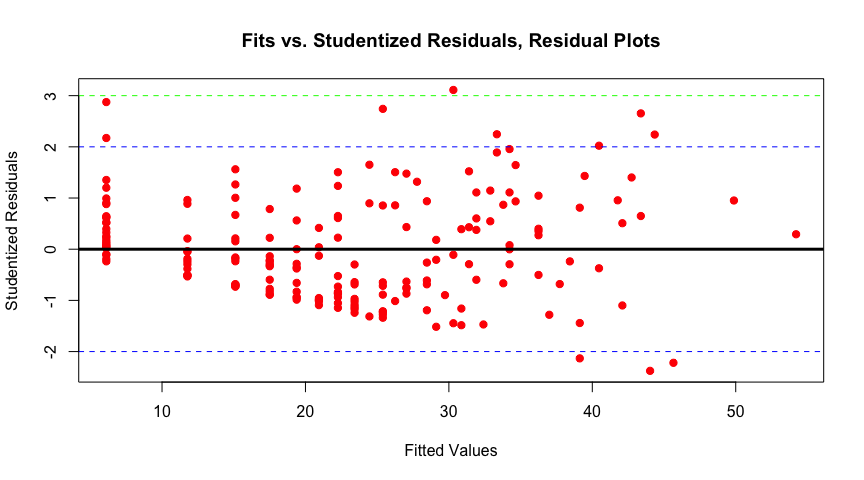 Fits vs. Studentized Residuals, Residual Plots
Studentized Residuals
3
2
1
0
-1
-2
10 20 30 40 50
Fitted Values